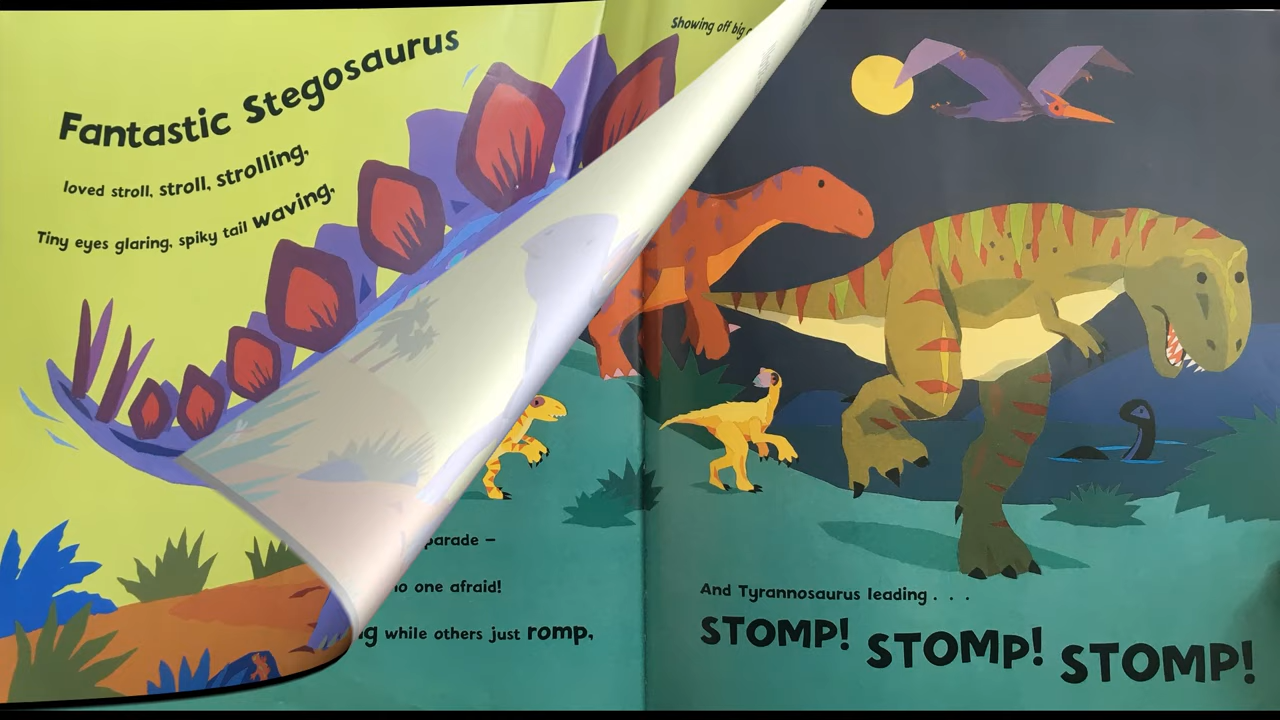 Fantastic Stegosaurus
loved stroll, stroll, strolling,
Tiny eyes glaring, spiky tail waving,
Showing off big
parade –
no one afraid!
while others just romp,
And Tyrannosaurus leading . . .
STOMP! STOMP! STOMP!